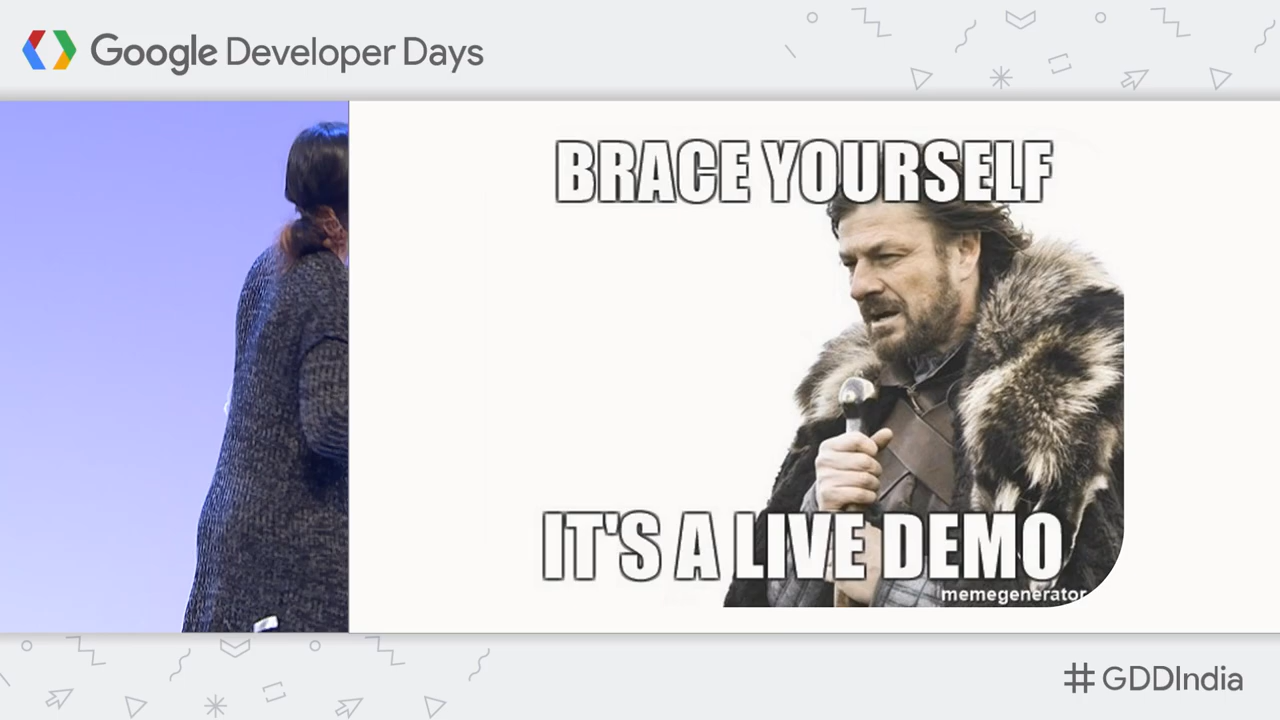 Google Developer Days
BRACE YOURSELF
IT'S A LIVE DEMO
memegenerator
#GDDIndia